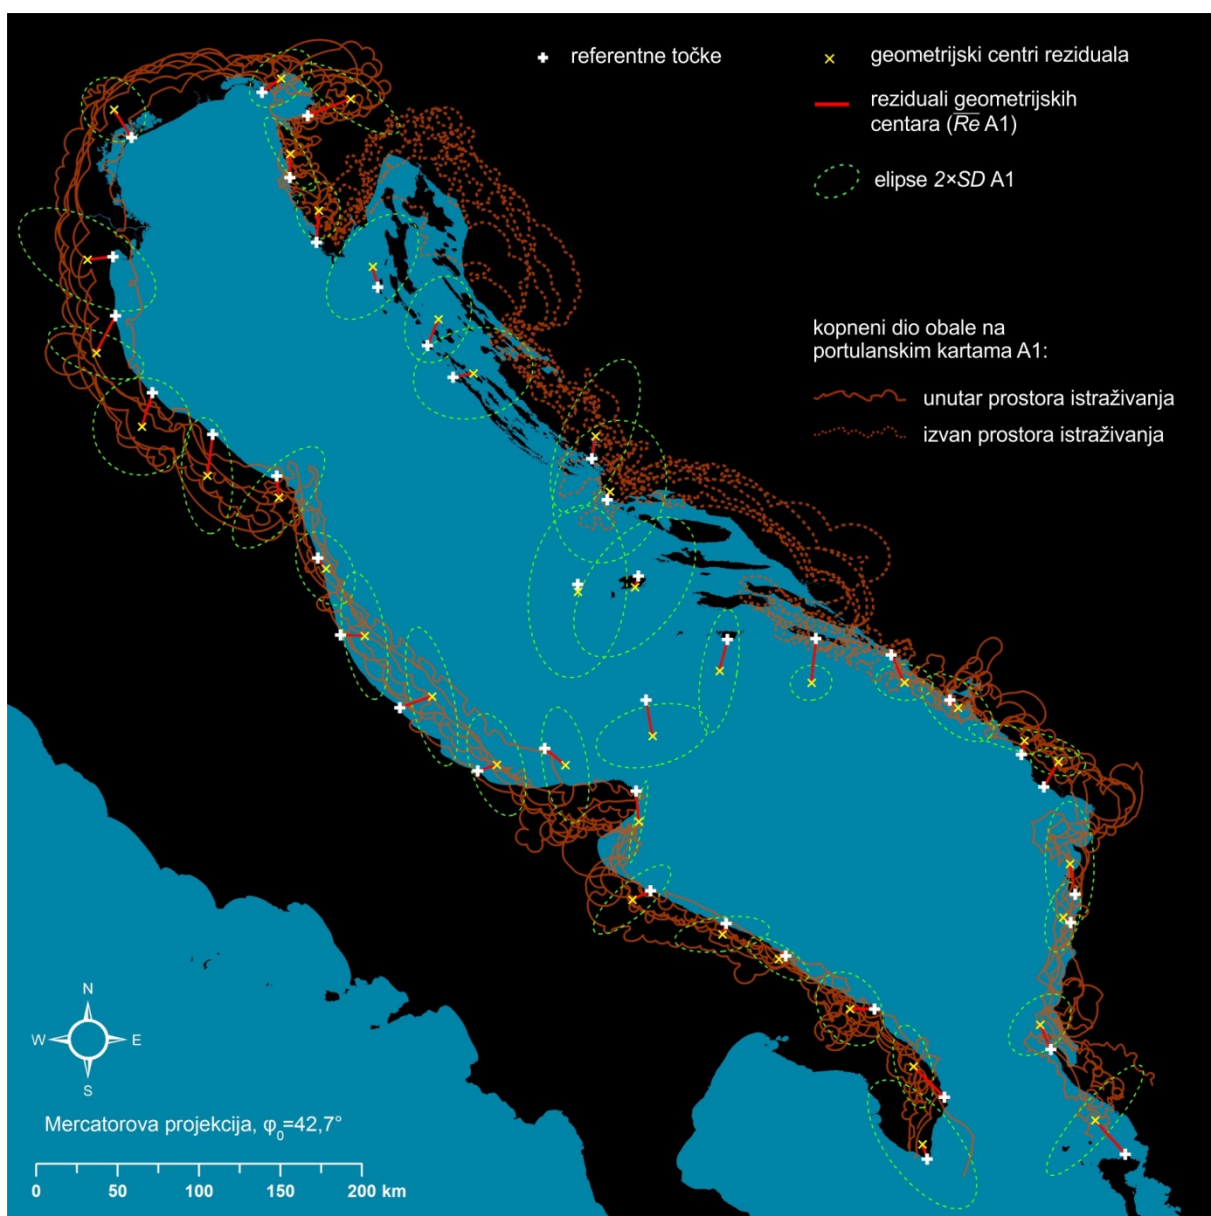 referentne točke
geometrijski centri reziduala
reziduali geometrijskih
centara (R̅e̅ A1)
elipse 2×SD A1
kopneni dio obale na
portulanskim kartama A1:
unutar prostora istraživanja
izvan prostora istraživanja
N
W E
S
Mercatorova projekcija, φ₀=42,7°
0 50 100 150 200 km